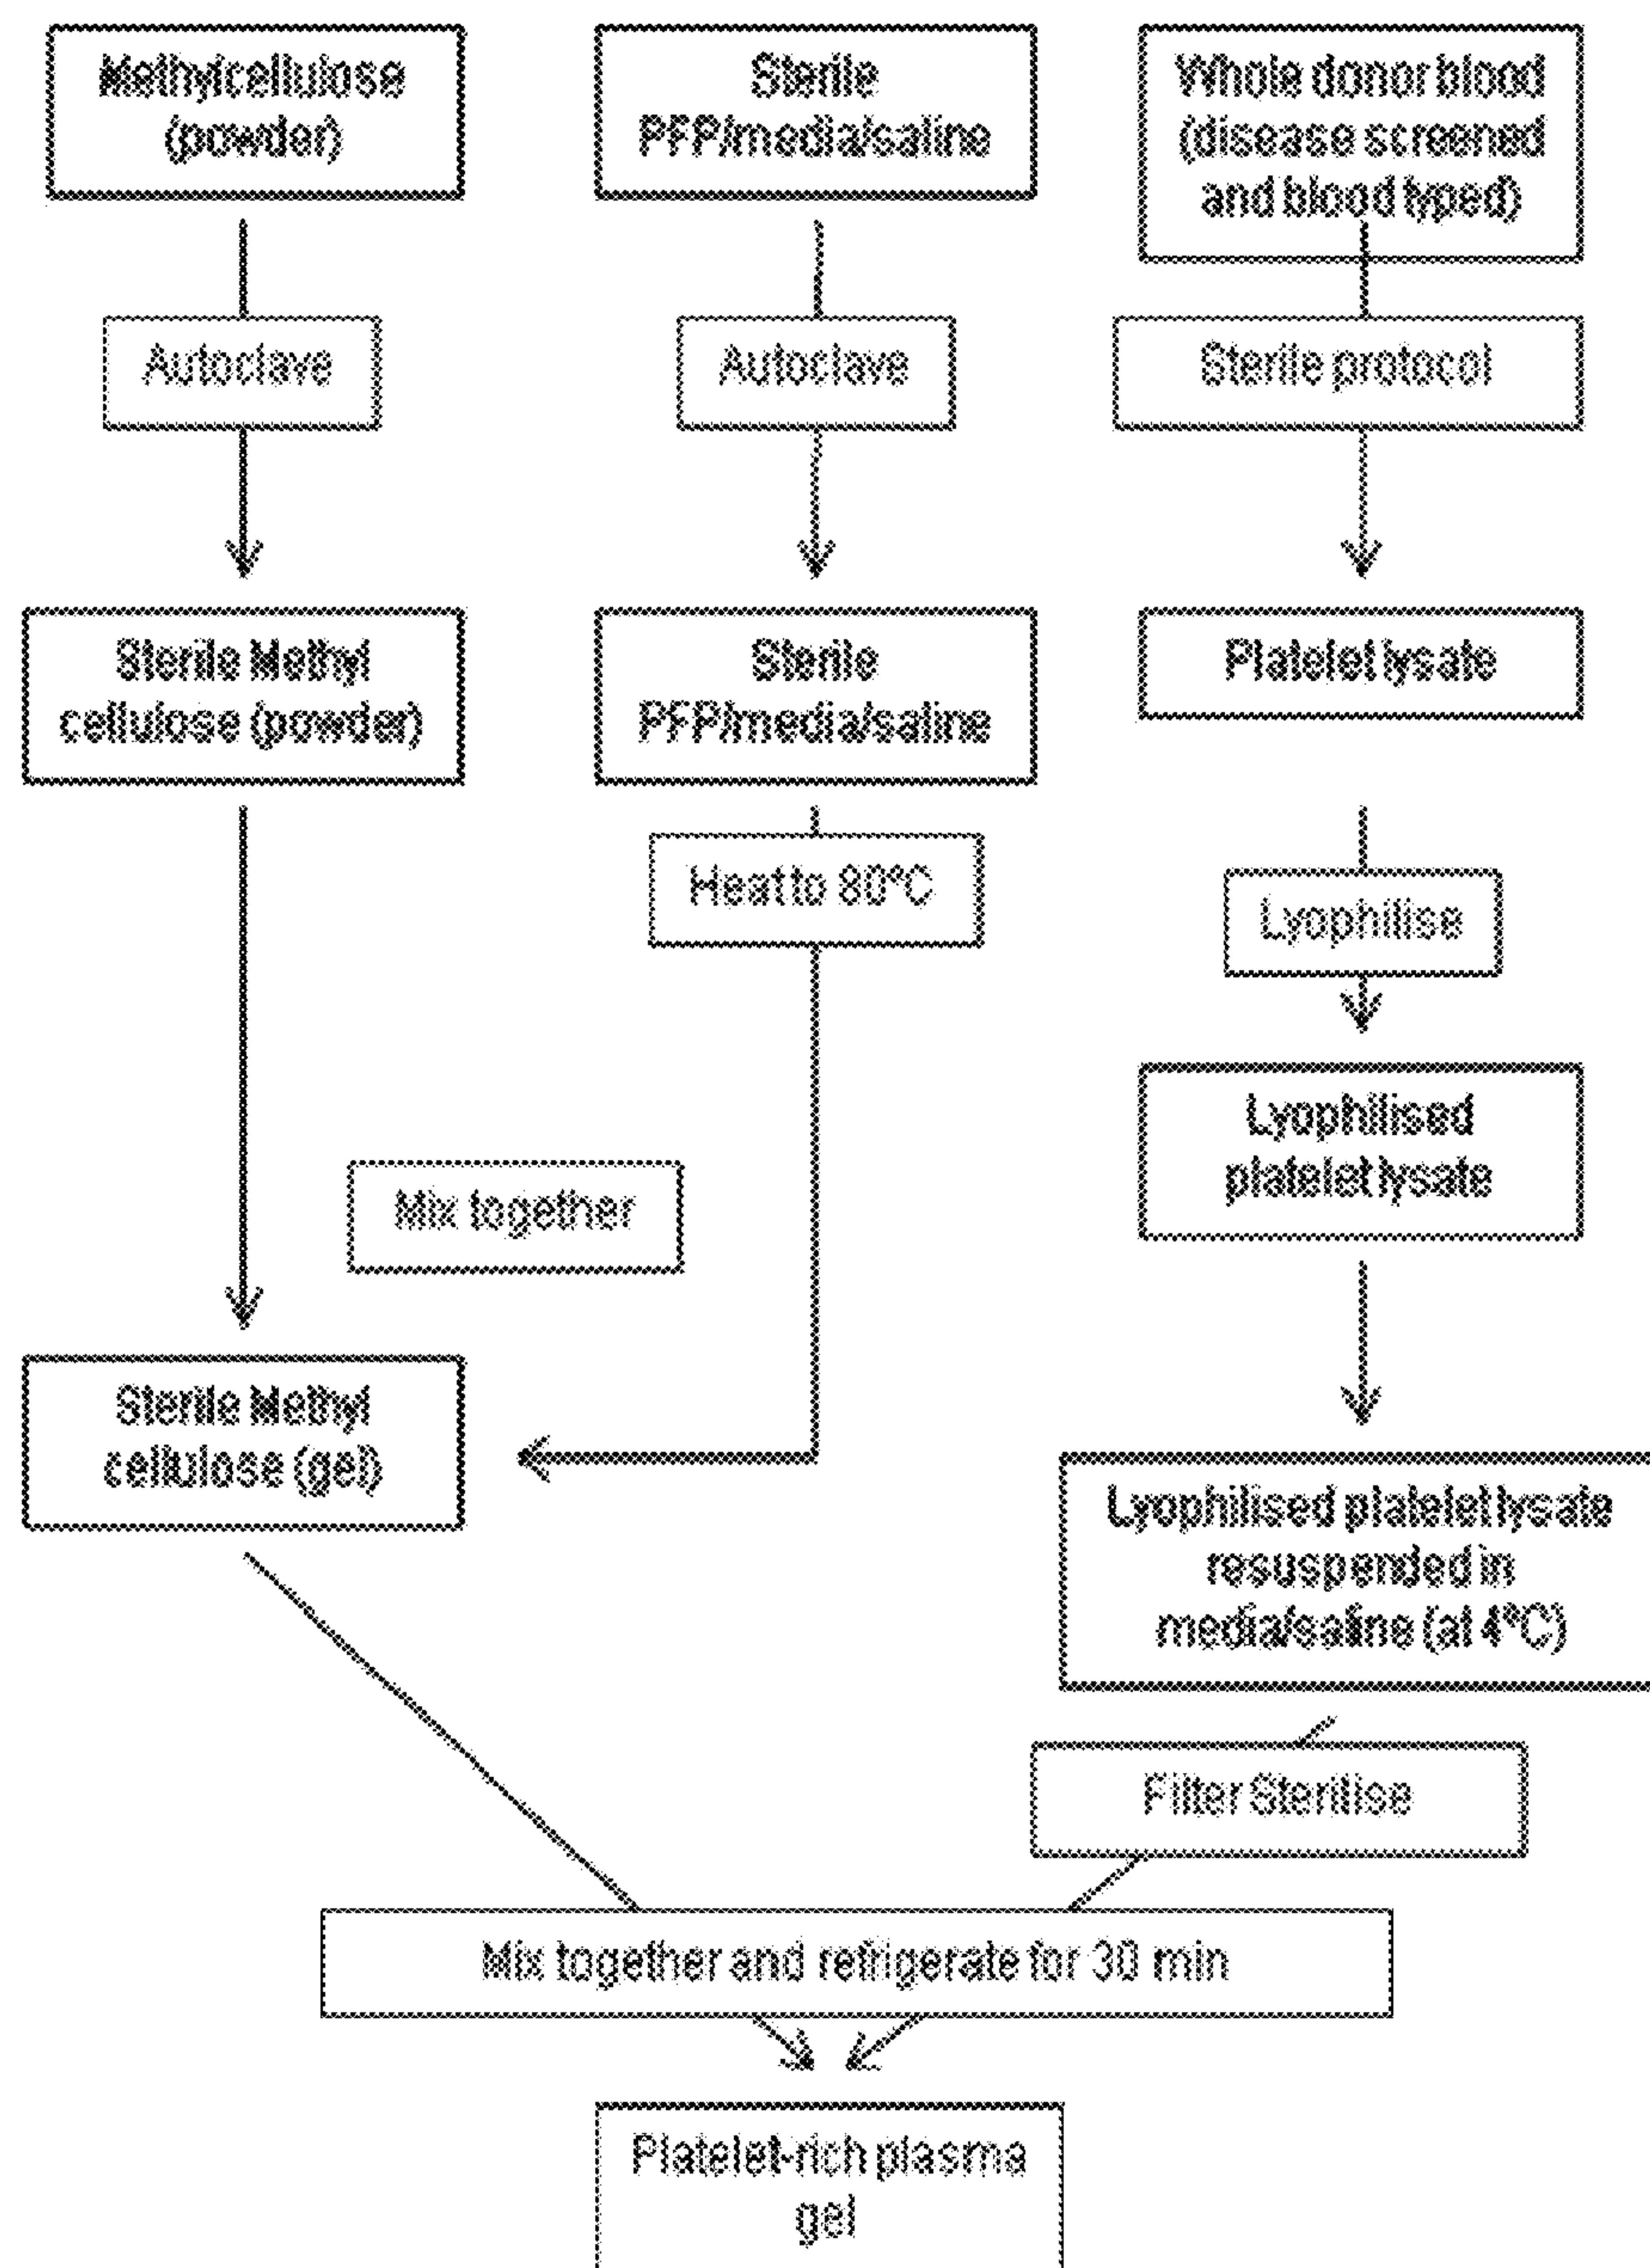 Methylcellulose
(powder)
Sterile
PFP/media/saline
Whole donor blood
(disease screened
and blood typed)
Autoclave
Autoclave
Sterile protocol
Sterile Methyl
cellulose (powder)
Sterile
PFP/media/saline
Platelet lysate
Heat to 80ºC
Lyophilise
Lyophilised
platelet lysate
Mix together
Sterile Methyl
cellulose (gel)
Lyophilised platelet lysate
resuspended in
media/saline (at 4ºC)
Filter Sterilise
Mix together and refrigerate for 30 min
Platelet-rich plasma
gel